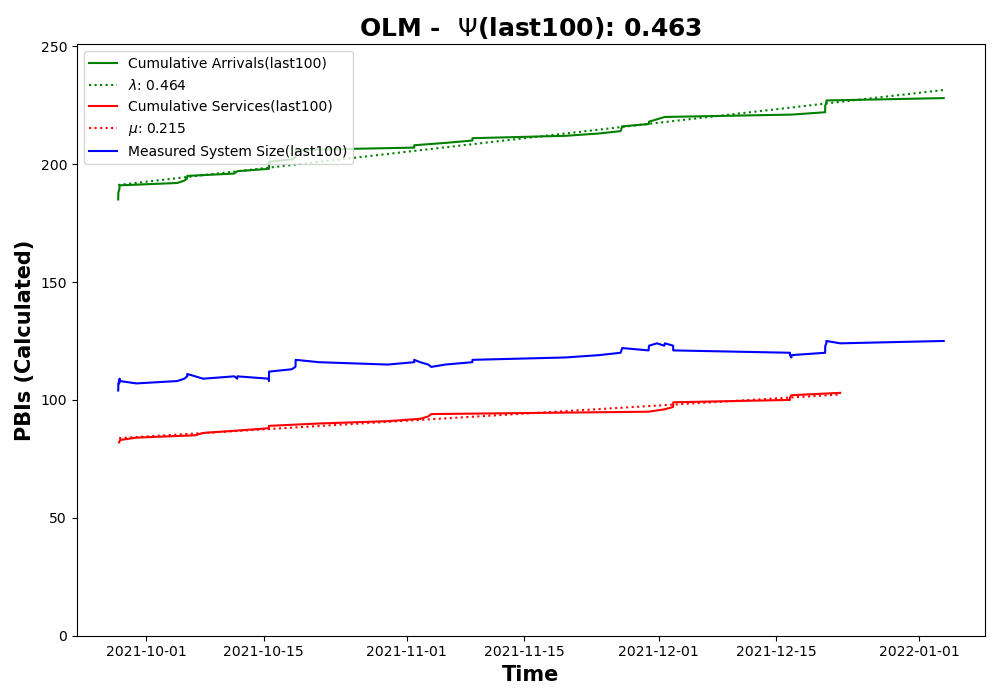 OLM -  Ψ(last100): 0.463
Cumulative Arrivals(last100)
λ: 0.464
Cumulative Services(last100)
μ: 0.215
Measured System Size(last100)
PBIs (Calculated)
250
200
150
100
50
0
2021-10-01 2021-10-15 2021-11-01 2021-11-15 2021-12-01 2021-12-15 2022-01-01
Time